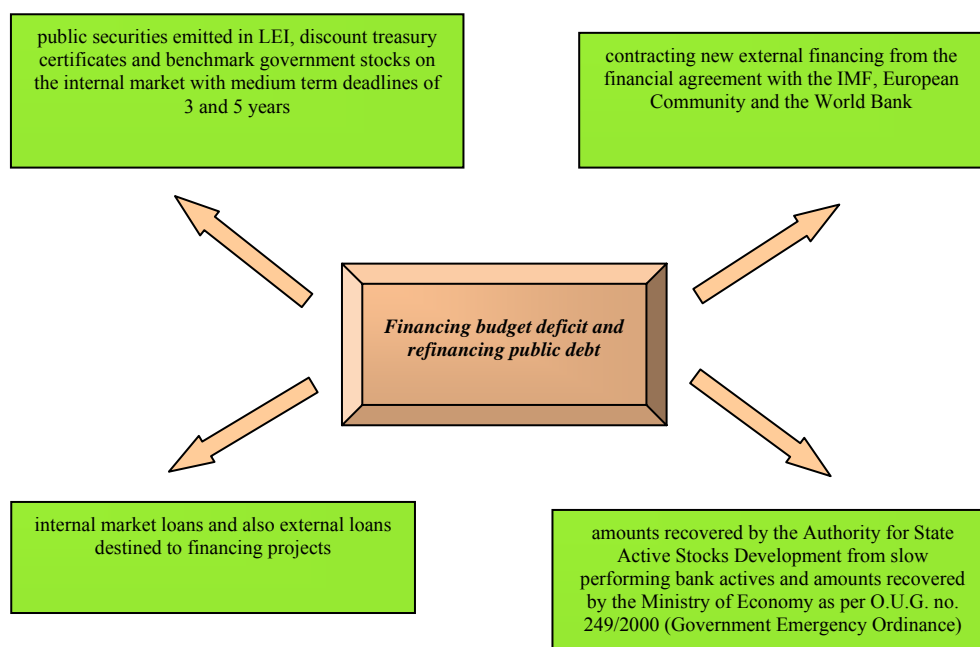 public securities emitted in LEI, discount treasury
certificates and benchmark government stocks on
the internal market with medium term deadlines of
3 and 5 years
contracting new external financing from the
financial agreement with the IMF, European
Community and the World Bank
Financing budget deficit and
refinancing public debt
internal market loans and also external loans
destined to financing projects
amounts recovered by the Authority for State
Active Stocks Development from slow
performing bank actives and amounts recovered
by the Ministry of Economy as per O.U.G. no.
249/2000 (Government Emergency Ordinance)